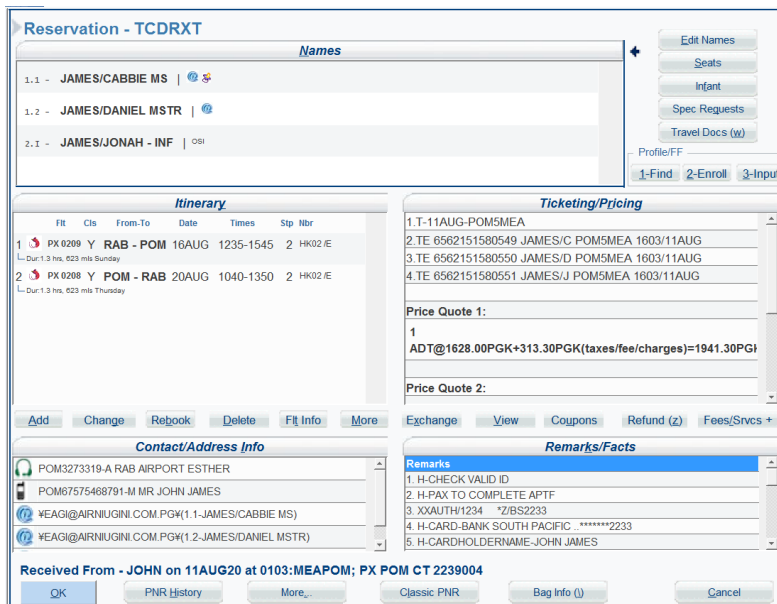 Reservation - TCDRXT
Names
1.1 - JAMES/CABBIE MS |
1.2 - JAMES/DANIEL MSTR |
2.I - JAMES/JONAH - INF | OSI
Edit Names
Seats
Infant
Spec Requests
Travel Docs (w)
Profile/FF
1-Find 2-Enroll 3-Input
Itinerary
Flt Cls From-To Date Times Stp Nbr
1 PX 0209 Y RAB - POM 16AUG 1235-1545 2 HK02 /E
Dur:1.3 hrs, 623 mls Sunday
2 PX 0208 Y POM - RAB 20AUG 1040-1350 2 HK02 /E
Dur:1.3 hrs, 623 mls Thursday
Add Change Rebook Delete Flt Info More
Ticketing/Pricing
1.T-11AUG-POM5MEA
2.TE 6562151580549 JAMES/C POM5MEA 1603/11AUG
3.TE 6562151580550 JAMES/D POM5MEA 1603/11AUG
4.TE 6562151580551 JAMES/J POM5MEA 1603/11AUG
Price Quote 1:
1
ADT@1628.00PGK+313.30PGK(taxes/fee/charges)=1941.30PGK
Price Quote 2:
Exchange View Coupons Refund (z) Fees/Srvcs +
Contact/Address Info
POM3273319-A RAB AIRPORT ESTHER
POM67575468791-M MR JOHN JAMES
¥EAGI@AIRNIUGINI.COM.PG¥(1.1-JAMES/CABBIE MS)
¥EAGI@AIRNIUGINI.COM.PG¥(1.2-JAMES/DANIEL MSTR)
Remarks/Facts
Remarks
1. H-CHECK VALID ID
2. H-PAX TO COMPLETE APTF
3. XXAUTH/1234 *Z/BS2233
4. H-CARD-BANK SOUTH PACIFIC ..*******2233
5. H-CARDHOLDERNAME-JOHN JAMES
Received From - JOHN on 11AUG20 at 0103:MEAPOM; PX POM CT 2239004
OK PNR History More... Classic PNR Bag Info (\) Cancel